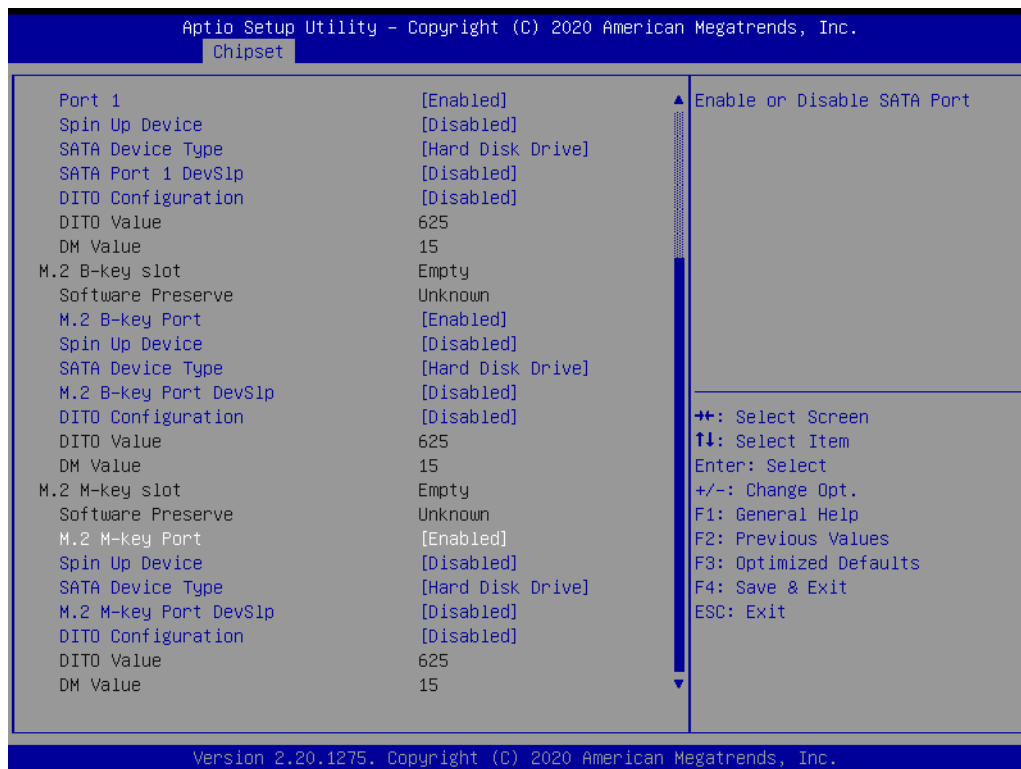 Aptio Setup Utility – Copyright (C) 2020 American Megatrends, Inc.
Chipset
Port 1 [Enabled]
Spin Up Device [Disabled]
SATA Device Type [Hard Disk Drive]
SATA Port 1 DevSlp [Disabled]
DITO Configuration [Disabled]
DITO Value 625
DM Value 15
M.2 B-key slot Empty
Software Preserve Unknown
M.2 B-key Port [Enabled]
Spin Up Device [Disabled]
SATA Device Type [Hard Disk Drive]
M.2 B-key Port DevSlp [Disabled]
DITO Configuration [Disabled]
DITO Value 625
DM Value 15
M.2 M-key slot Empty
Software Preserve Unknown
M.2 M-key Port [Enabled]
Spin Up Device [Disabled]
SATA Device Type [Hard Disk Drive]
M.2 M-key Port DevSlp [Disabled]
DITO Configuration [Disabled]
DITO Value 625
DM Value 15
Enable or Disable SATA Port
→←: Select Screen
↑↓: Select Item
Enter: Select
+/-: Change Opt.
F1: General Help
F2: Previous Values
F3: Optimized Defaults
F4: Save & Exit
ESC: Exit
Version 2.20.1275. Copyright (C) 2020 American Megatrends, Inc.